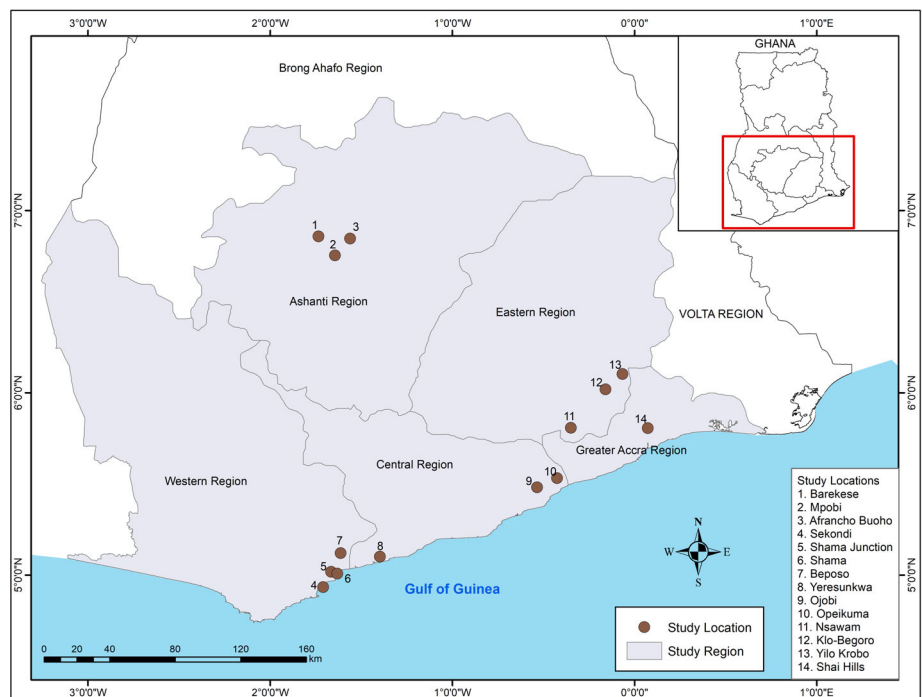 3°0'0"W 2°0'0"W 1°0'0"W 0°0'0" 1°0'0"E
GHANA
Brong Ahafo Region
7°0'0"N 7°0'0"N
1 3
2
Ashanti Region
Eastern Region
VOLTA REGION
13
12
6°0'0"N 6°0'0"N
11 14
Greater Accra Region
Central Region
Western Region
9 10
7 8
5 6
4
5°0'0"N 5°0'0"N
Gulf of Guinea
N
W E
S
Study Locations
1. Barekese
2. Mpobi
3. Afrancho Buoho
4. Sekondi
5. Shama Junction
6. Shama
7. Beposo
8. Yeresunkwa
9. Ojobi
10. Opeikuma
11. Nsawam
12. Klo-Begoro
13. Yilo Krobo
14. Shai Hills
Study Location
Study Region
0 20 40 80 120 160
km
3°0'0"W 2°0'0"W 1°0'0"W 0°0'0" 1°0'0"E